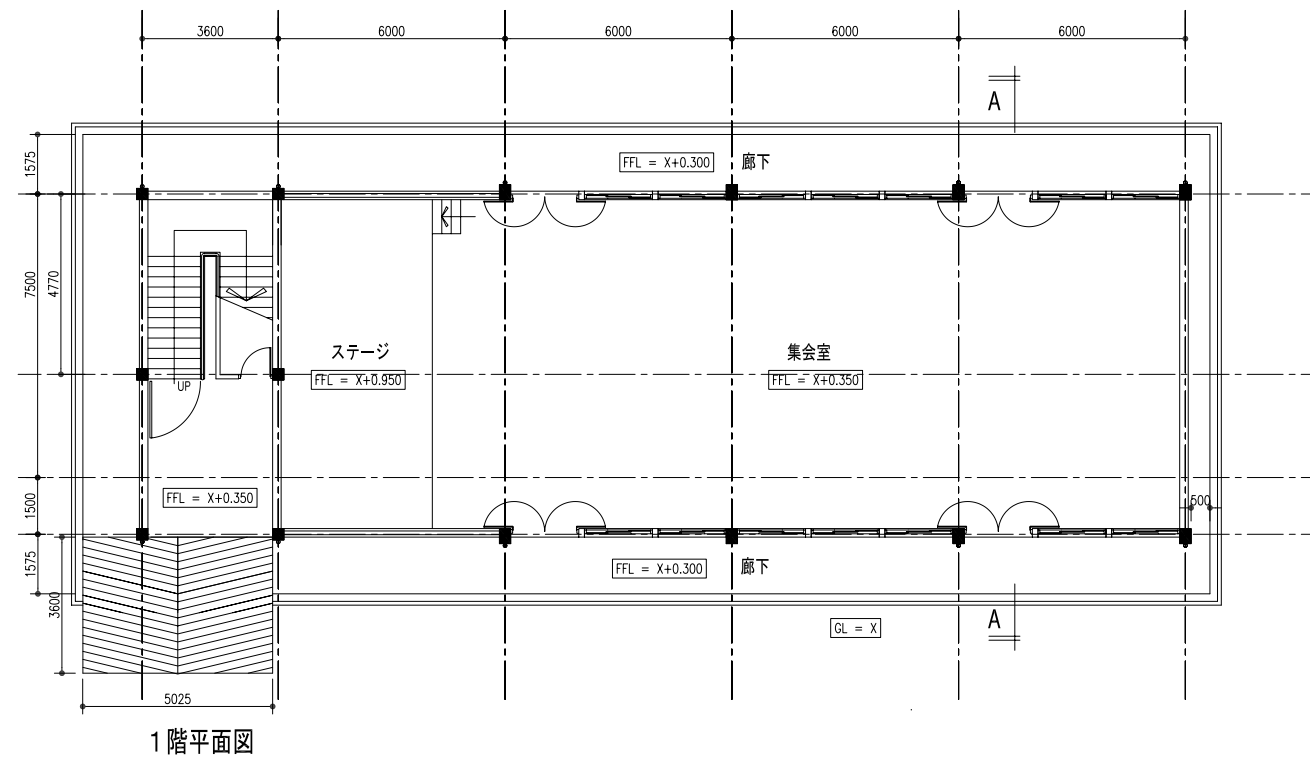 3600
6000
6000
6000
6000
A
1575
FFL = X+0.300
廊下
7500
4770
ステージ
集会室
FFL = X+0.950
FFL = X+0.350
UP
FFL = X+0.350
1500
500
1575
FFL = X+0.300
廊下
3600
A
GL = X
5025
1階平面図